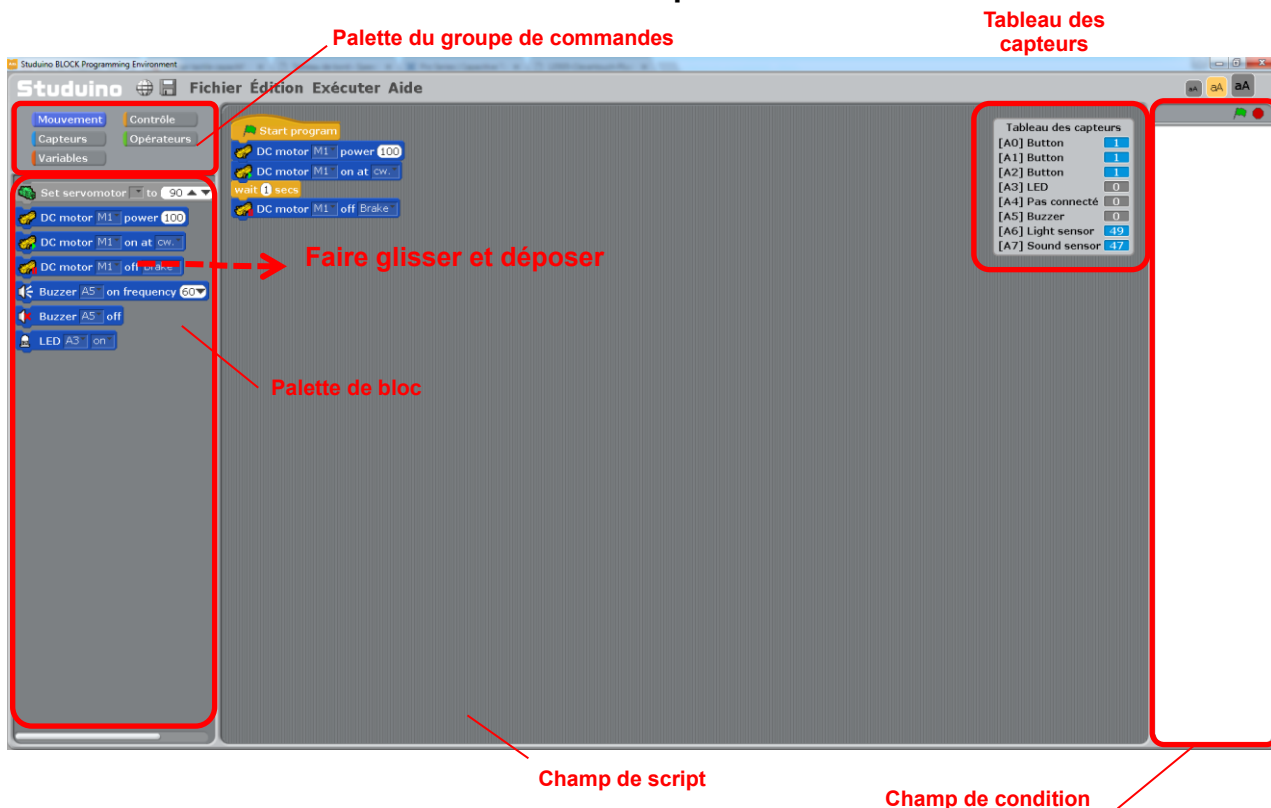 Tableau des
capteurs
Palette du groupe de commandes
Studuino BLOCK Programming Environment
Studuino Fichier Édition Exécuter Aide
aA aA aA
Mouvement Contrôle
Capteurs Opérateurs
Variables
Set servomotor to 90
DC motor M1 power 100
DC motor M1 on at cw.
DC motor M1 off Brake
Buzzer A5 on frequency 60
Buzzer A5 off
LED A3 on
Start program
DC motor M1 power 100
DC motor M1 on at cw.
wait 1 secs
DC motor M1 off Brake
Faire glisser et déposer
Palette de bloc
Tableau des capteurs
[A0] Button 1
[A1] Button 1
[A2] Button 1
[A3] LED 0
[A4] Pas connecté 0
[A5] Buzzer 0
[A6] Light sensor 49
[A7] Sound sensor 47
Champ de script
Champ de condition